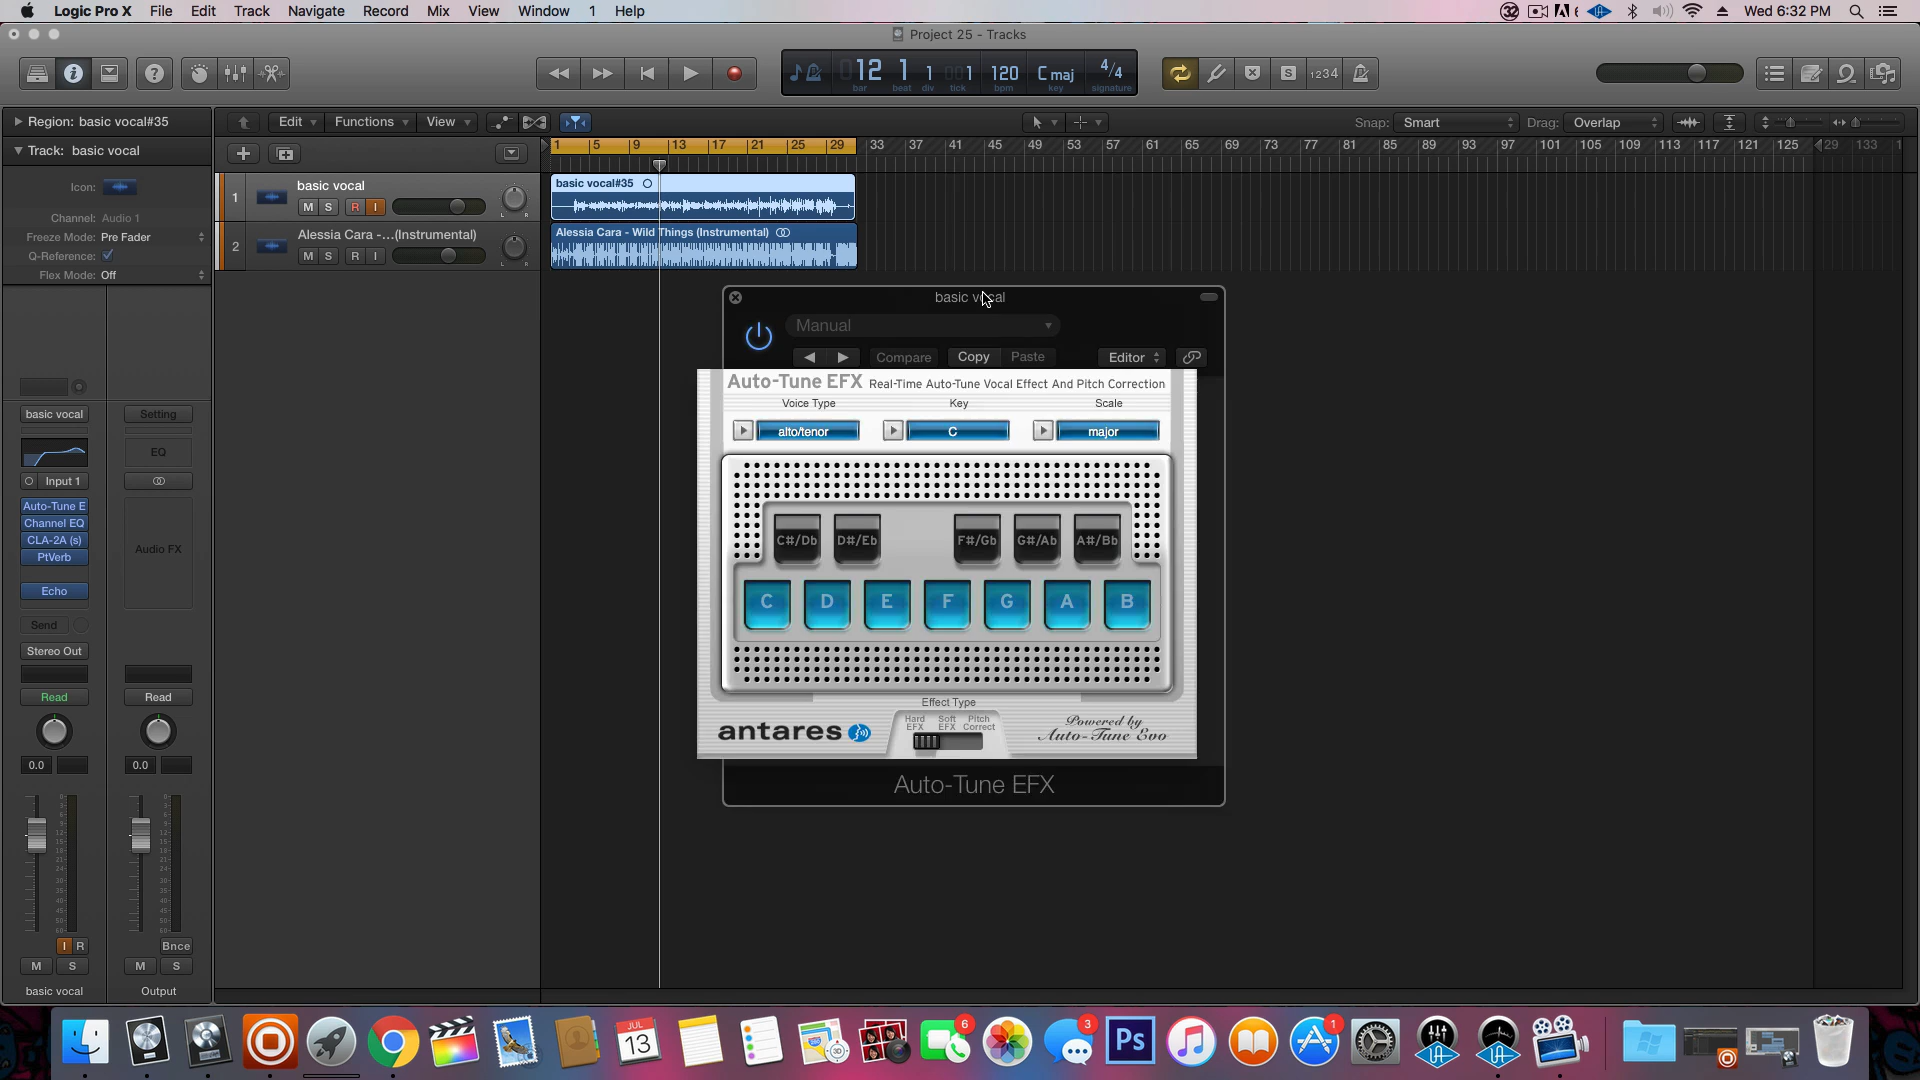 Logic Pro X File Edit Track Navigate Record Mix View Window 1 Help
Wed 6:32 PM
Project 25 - Tracks
12 1 1 1 120 C maj 4/4
bar beat div tick bpm key signature
1234
Region: basic vocal#35
Edit Functions View
Snap: Smart Drag: Overlap
Track: basic vocal
1 5 9 13 17 21 25 29 33 37 41 45 49 53 57 61 65 69 73 77 81 85 89 93 97 101 105 109 113 117 121 125 29 133
Icon:
Channel: Audio 1
Freeze Mode: Pre Fader
Q-Reference:
Flex Mode: Off
1 basic vocal
M S R I
L R
2 Alessia Cara -...(Instrumental)
M S R I
L R
basic vocal#35
Alessia Cara - Wild Things (Instrumental)
basic vocal
Manual
Compare Copy Paste Editor
Auto-Tune EFX Real-Time Auto-Tune Vocal Effect And Pitch Correction
Voice Type Key Scale
alto/tenor C major
C#/Db D#/Eb F#/Gb G#/Ab A#/Bb
C D E F G A B
Effect Type
Hard EFX Soft EFX Pitch Correct
antares
Powered by
Auto-Tune Evo
Auto-Tune EFX
basic vocal Setting
EQ
Input 1
Auto-Tune E
Channel EQ
CLA-2A (s)
PtVerb
Audio FX
Echo
Send
Stereo Out
Read Read
0.0 0.0
I R Bnce
M S M S
basic vocal Output
JUL
13
6
3
Ps
1